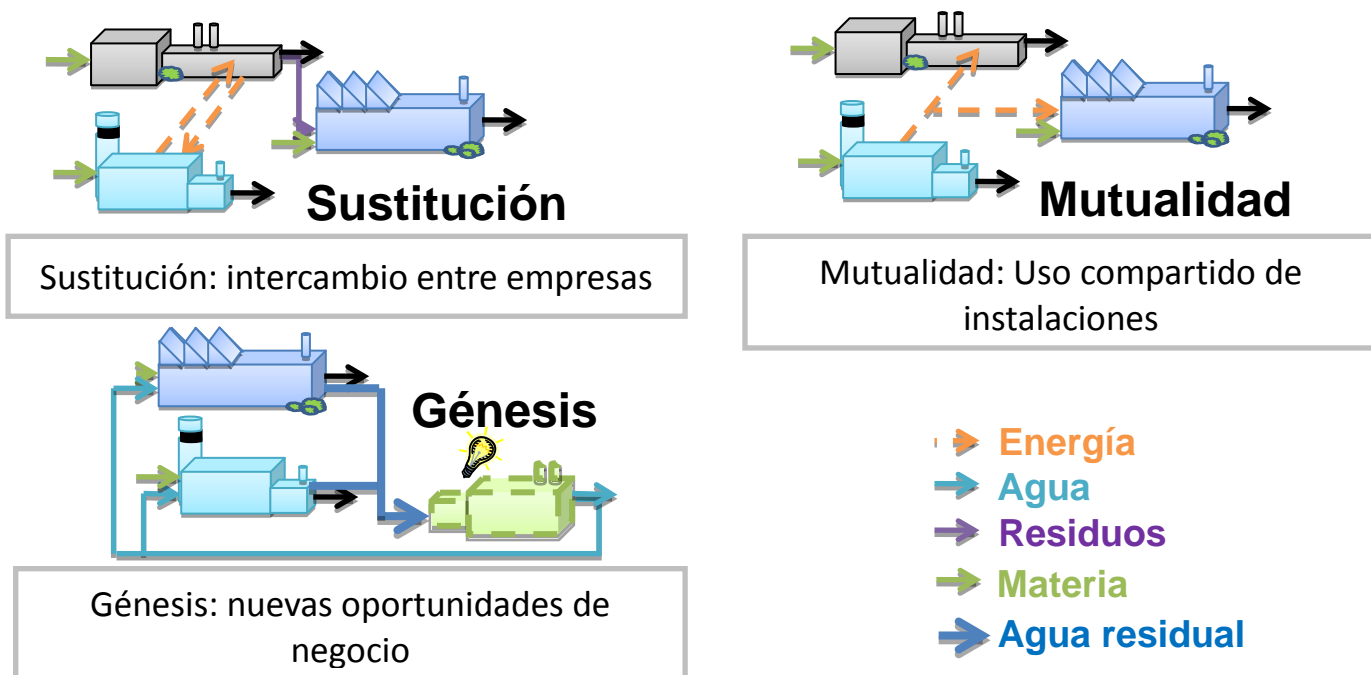 Sustitución
Sustitución: intercambio entre empresas
Mutualidad
Mutualidad: Uso compartido de
instalaciones
Génesis
Génesis: nuevas oportunidades de
negocio
Energía
Agua
Residuos
Materia
Agua residual